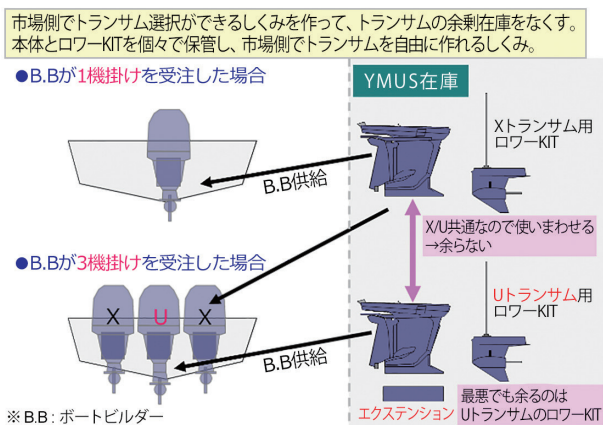 市場側でトランサム選択ができるしくみを作って、トランサムの余剰在庫をなくす。
本体とロワーKITを個々で保管し、市場側でトランサムを自由に作れるしくみ。
●B.Bが1機掛けを受注した場合
YMUS在庫
Xトランサム用
ロワーKIT
B.B供給
X/U共通なので使いまわせる
→余らない
●B.Bが3機掛けを受注した場合
X U X
Uトランサム用
ロワーKIT
B.B供給
エクステンション
最悪でも余るのは
UトランサムのロワーKIT
※B.B：ボートビルダー